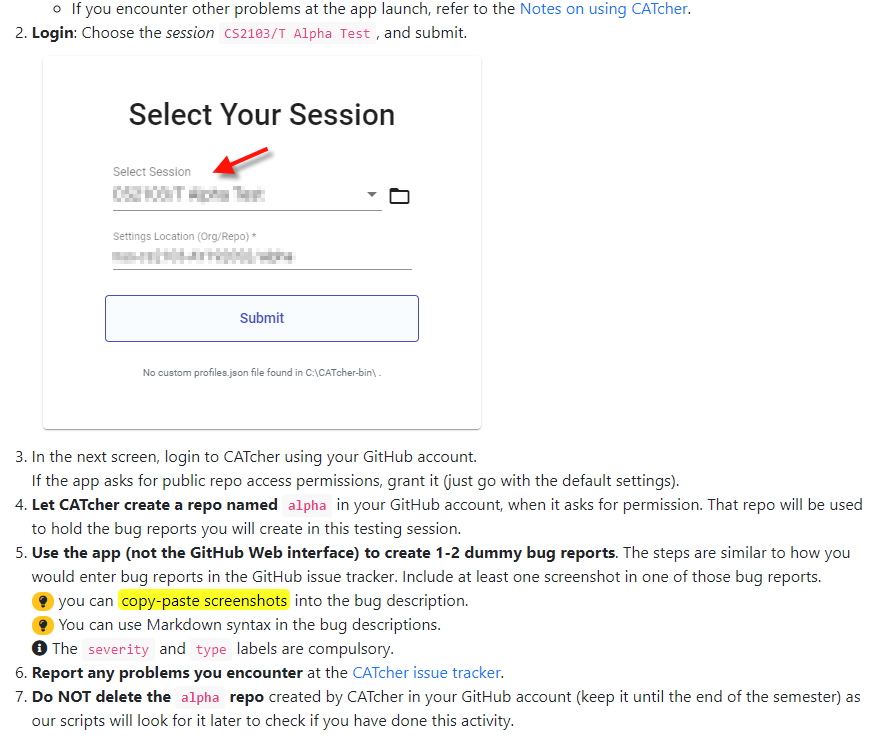 If you encounter other problems at the app launch, refer to the Notes on using CATcher.
2. Login: Choose the session CS2103/T Alpha Test , and submit.
Select Your Session
Select Session
CS2103/T Alpha Test
Settings Location (Org/Repo) *
Submit
No custom profiles.json file found in C:\CATcher-bin\ .
3. In the next screen, login to CATcher using your GitHub account.
If the app asks for public repo access permissions, grant it (just go with the default settings).
4. Let CATcher create a repo named alpha in your GitHub account, when it asks for permission. That repo will be used
to hold the bug reports you will create in this testing session.
5. Use the app (not the GitHub Web interface) to create 1-2 dummy bug reports. The steps are similar to how you
would enter bug reports in the GitHub issue tracker. Include at least one screenshot in one of those bug reports.
you can copy-paste screenshots into the bug description.
You can use Markdown syntax in the bug descriptions.
The severity and type labels are compulsory.
6. Report any problems you encounter at the CATcher issue tracker.
7. Do NOT delete the alpha repo created by CATcher in your GitHub account (keep it until the end of the semester) as
our scripts will look for it later to check if you have done this activity.